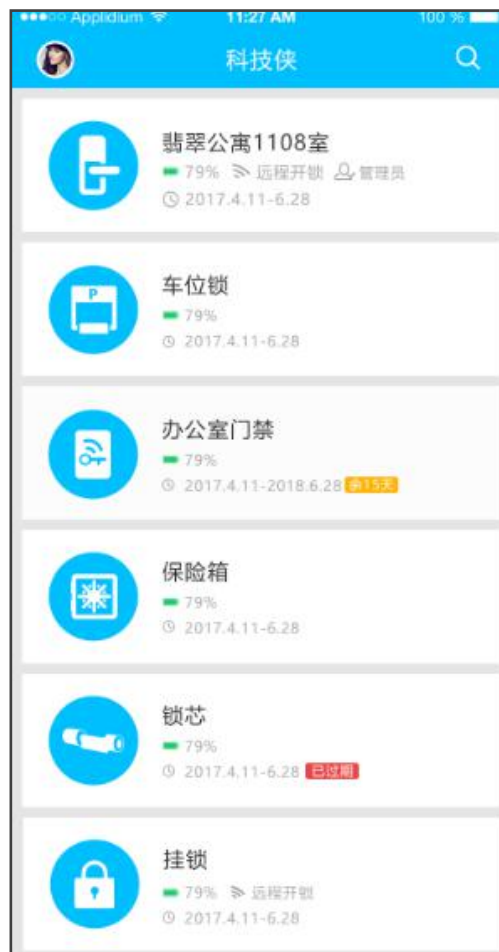 Applidium 11:27 AM 100 %
科技侠
翡翠公寓1108室
79% 远程开锁 管理员
2017.4.11-6.28
车位锁
P
79%
2017.4.11-6.28
办公室门禁
79%
2017.4.11-2018.6.28 余15天
保险箱
79%
2017.4.11-6.28
锁芯
79%
2017.4.11-6.28 已过期
挂锁
79% 远程开锁
2017.4.11-6.28